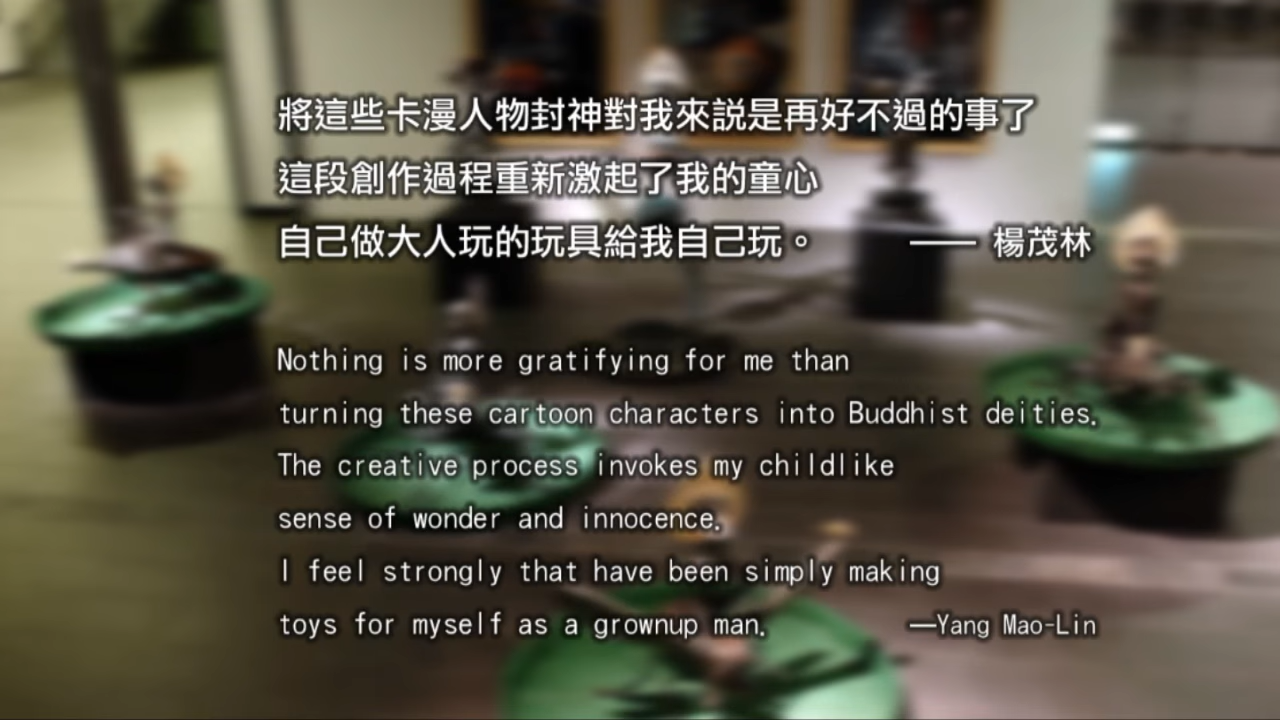 將這些卡漫人物封神對我來説是再好不過的事了
這段創作過程重新激起了我的童心
自己做大人玩的玩具給我自己玩。 —— 楊茂林
Nothing is more gratifying for me than
turning these cartoon characters into Buddhist deities.
The creative process invokes my childlike
sense of wonder and innocence.
I feel strongly that have been simply making
toys for myself as a grownup man. —Yang Mao-Lin